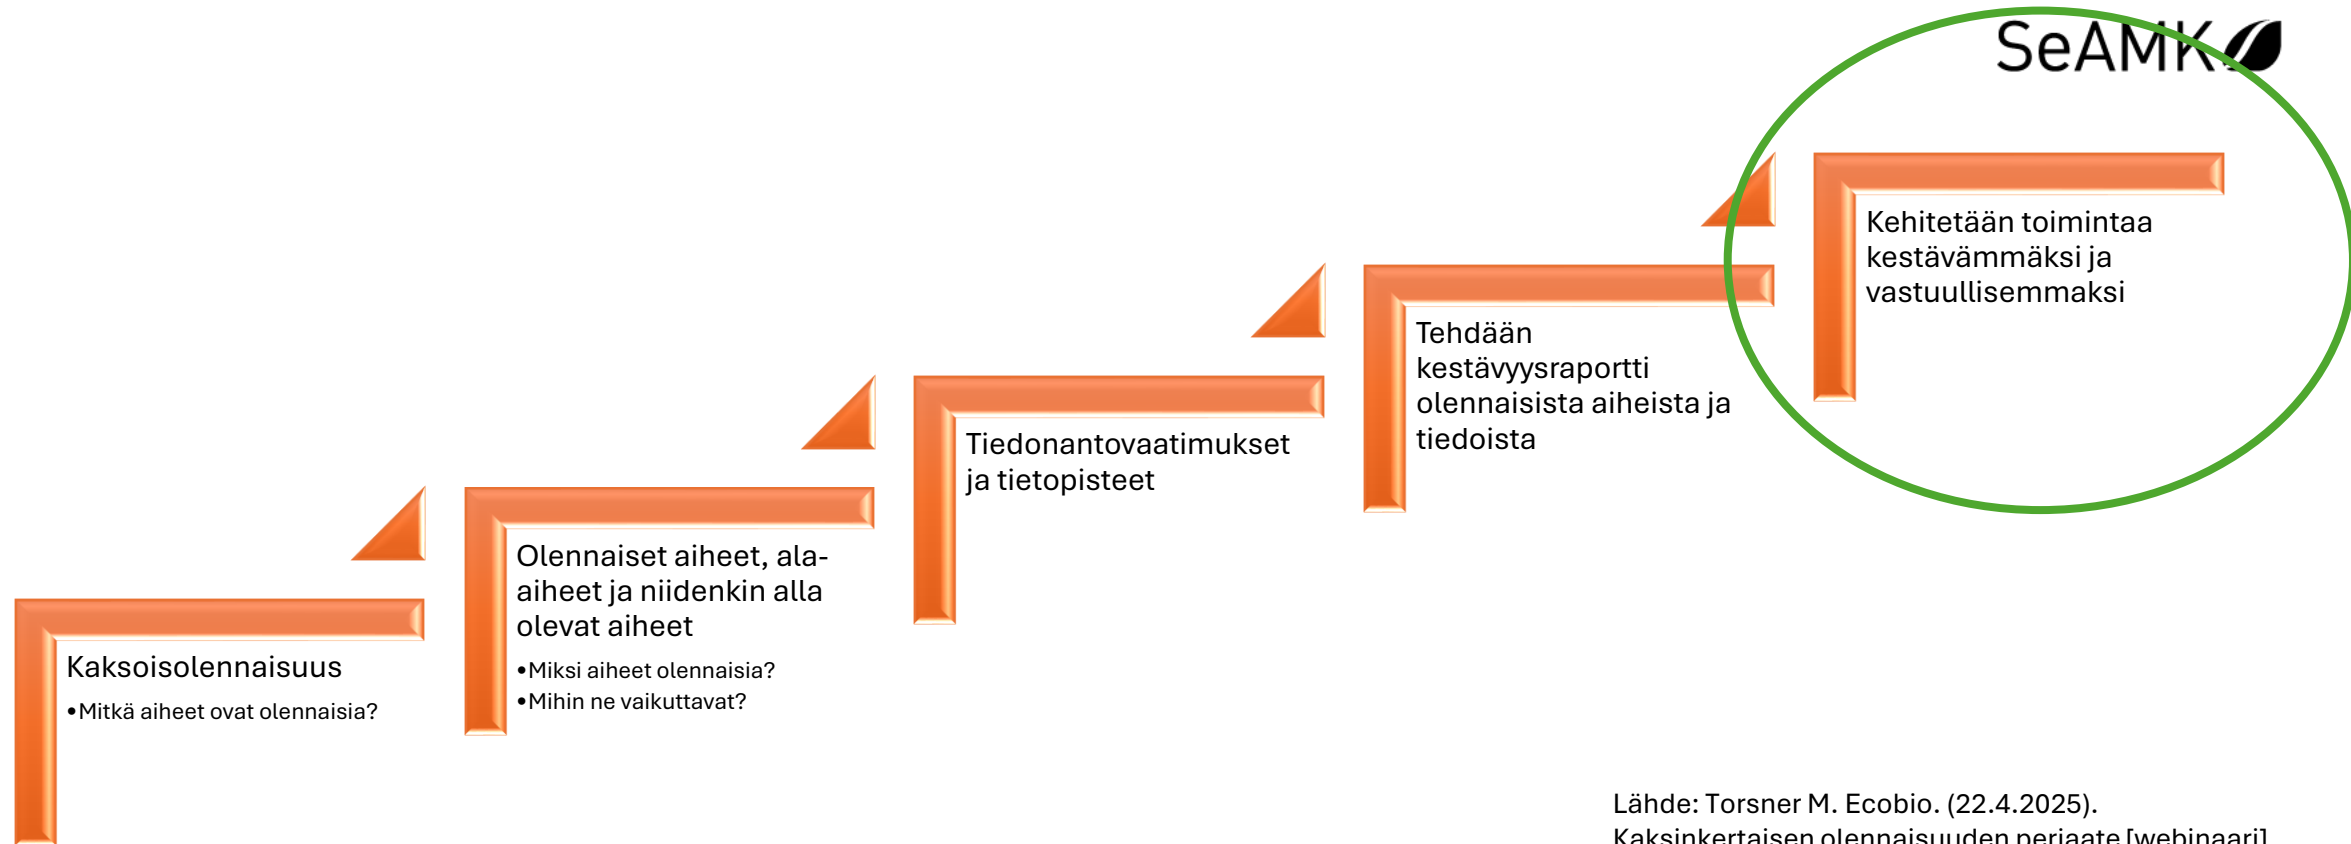 SeAMK
Kaksoisolennaisuus
•Mitkä aiheet ovat olennaisia?
Olennaiset aiheet, ala-
aiheet ja niidenkin alla
olevat aiheet
•Miksi aiheet olennaisia?
•Mihin ne vaikuttavat?
Tiedonantovaatimukset
ja tietopisteet
Tehdään
kestävyysraportti
olennaisista aiheista ja
tiedoista
Kehitetään toimintaa
kestävämmäksi ja
vastuullisemmaksi
Lähde: Torsner M. Ecobio. (22.4.2025).
Kaksinkertaisen olennaisuuden periaate [webinaari]